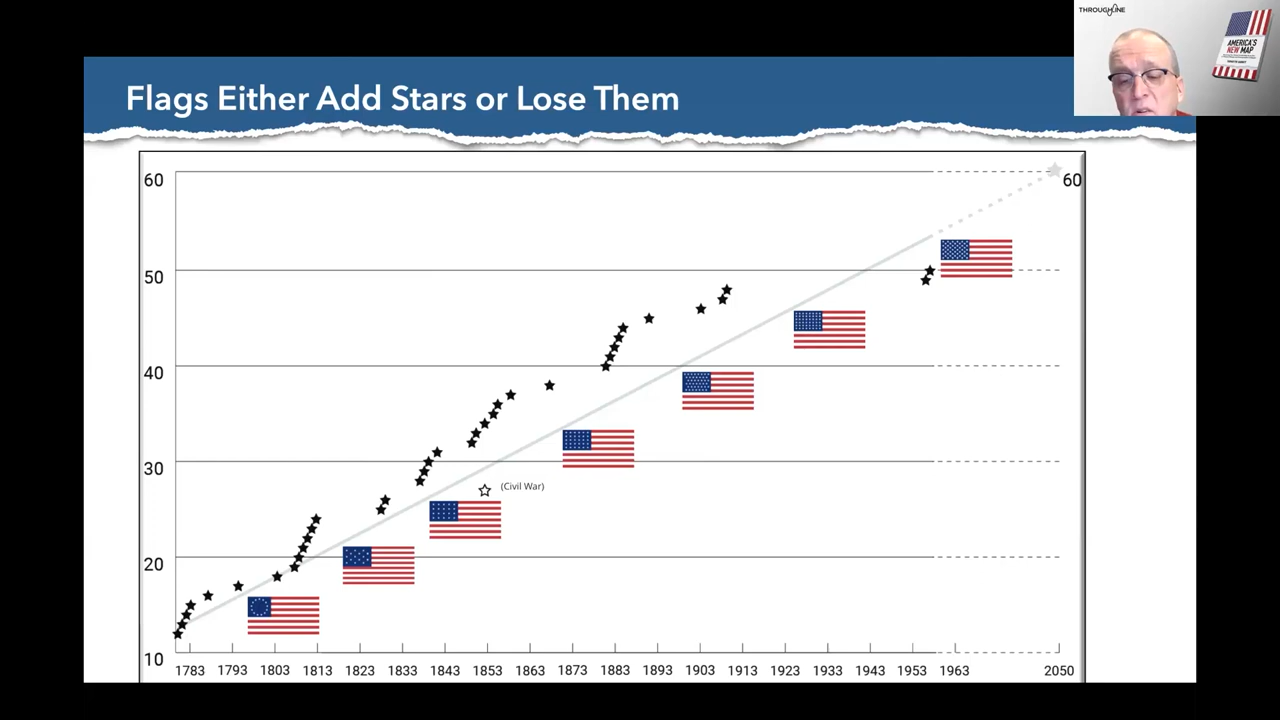 THROUGHLINE
AMERICA'S
NEW MAP
Flags Either Add Stars or Lose Them
60
60
50
40
30
(Civil War)
20
10
1783 1793 1803 1813 1823 1833 1843 1853 1863 1873 1883 1893 1903 1913 1923 1933 1943 1953 1963 2050